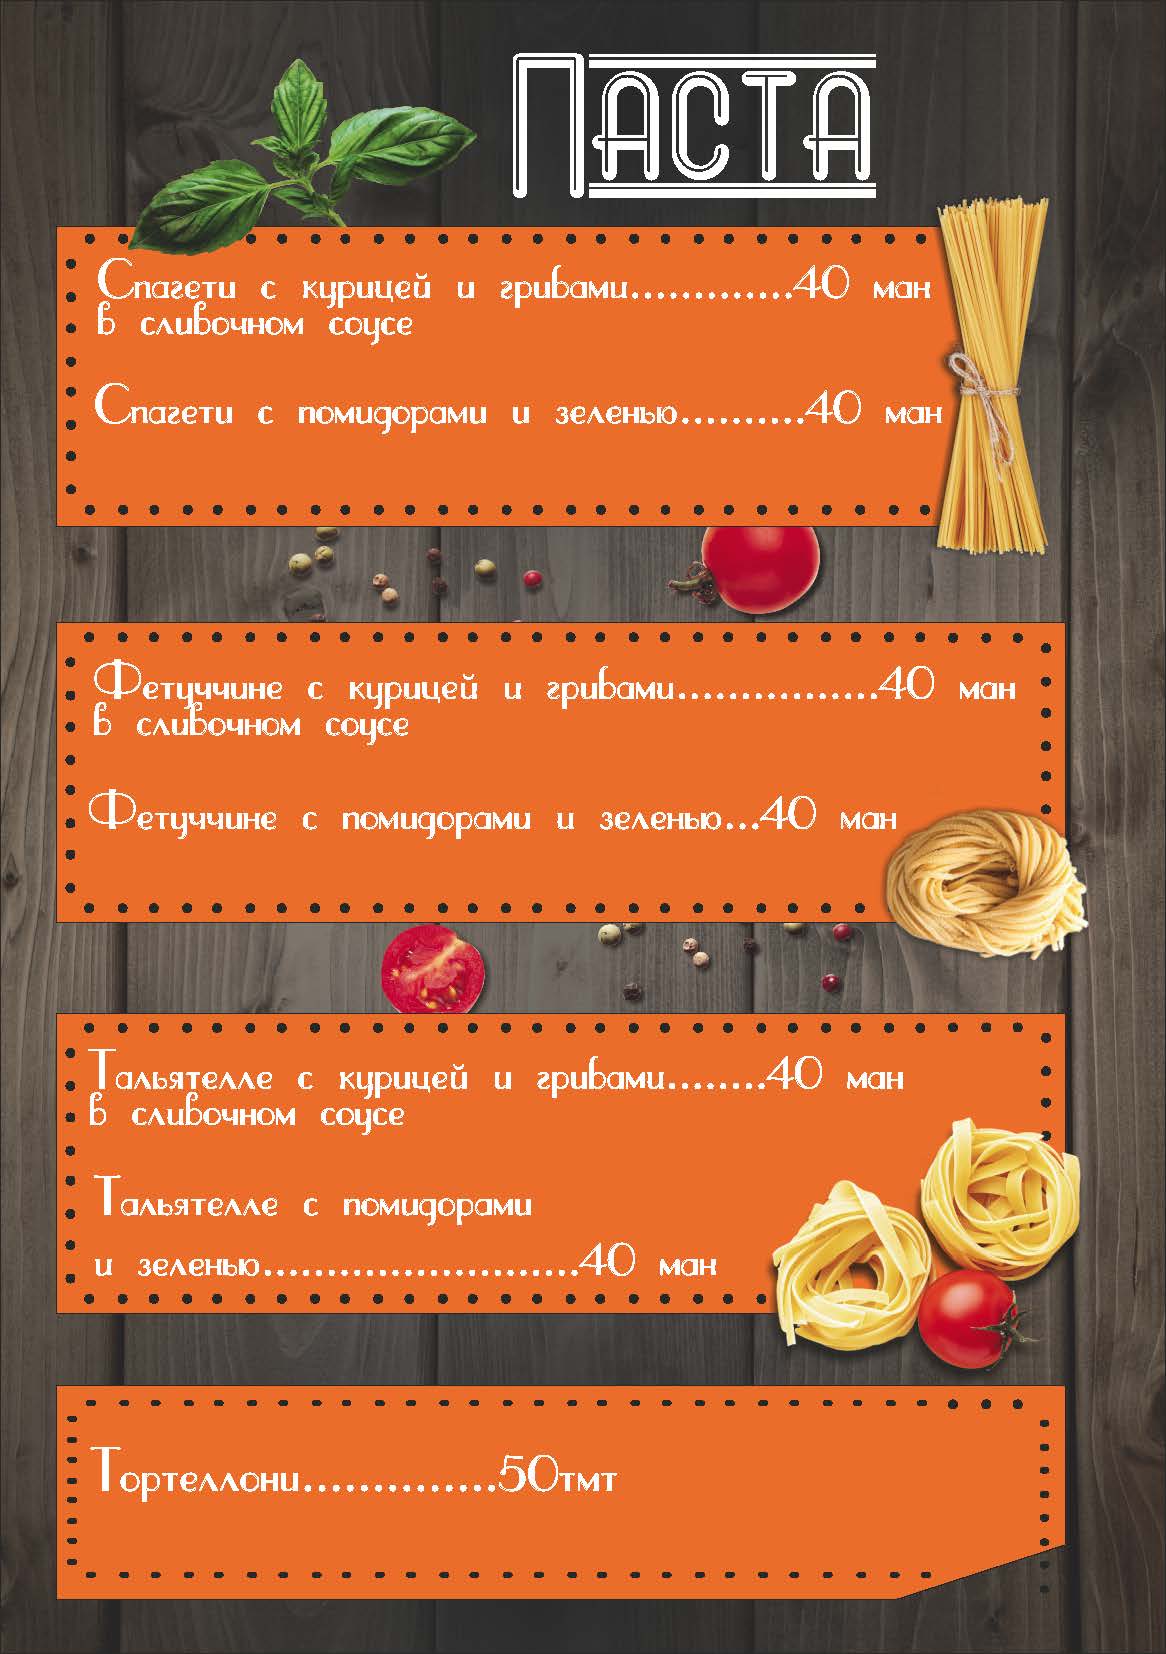 Паста
Спагети с курицей и грибами.............40 ман
в сливочном соусе
Спагети с помидорами и зеленью..........40 ман
Фетуччине с курицей и грибами................40 ман
в сливочном соусе
Фетуччине с помидорами и зеленью...40 ман
Тальятелле с курицей и грибами........40 ман
в сливочном соусе
Тальятелле с помидорами
и зеленью.........................40 ман
Тортеллони...............50тмт